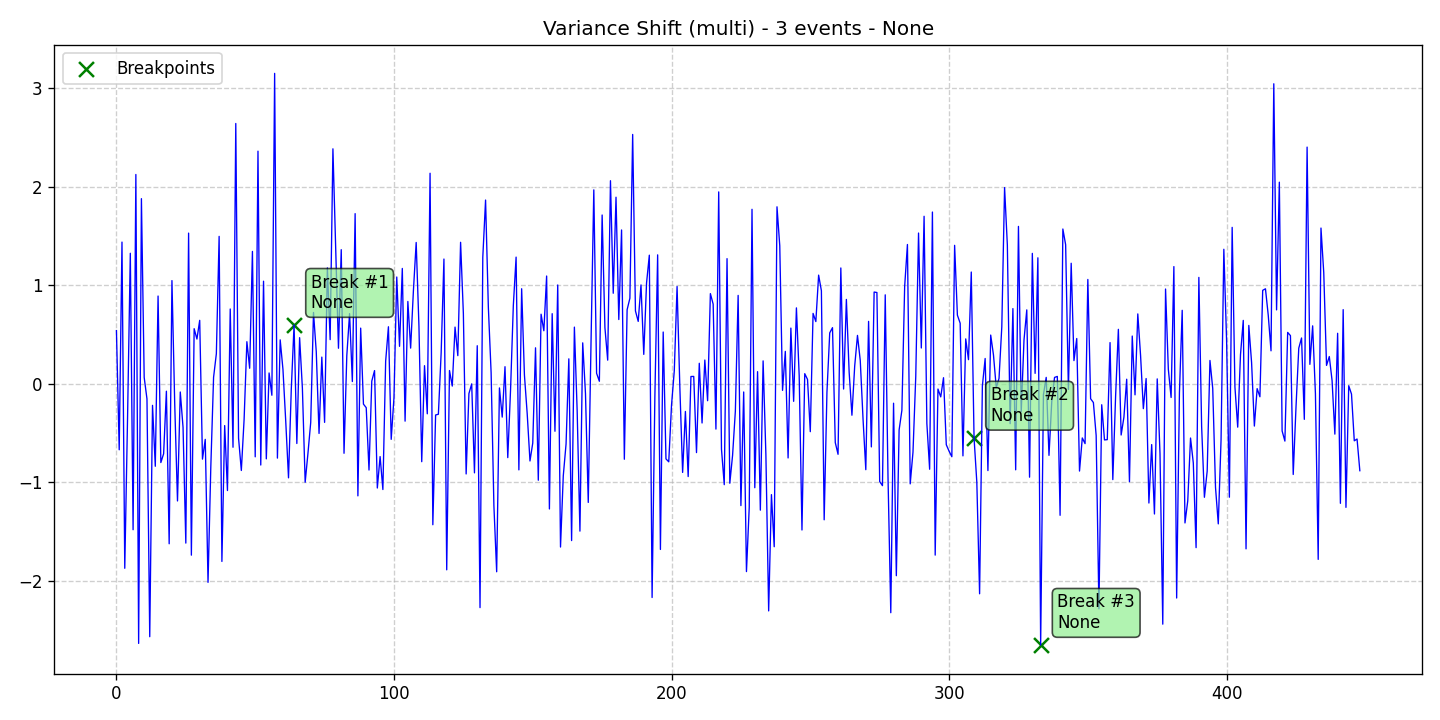 Variance Shift (multi) - 3 events - None
Breakpoints
3
2
1
0
−1
−2
Break #1
None
Break #2
None
Break #3
None
0
100
200
300
400